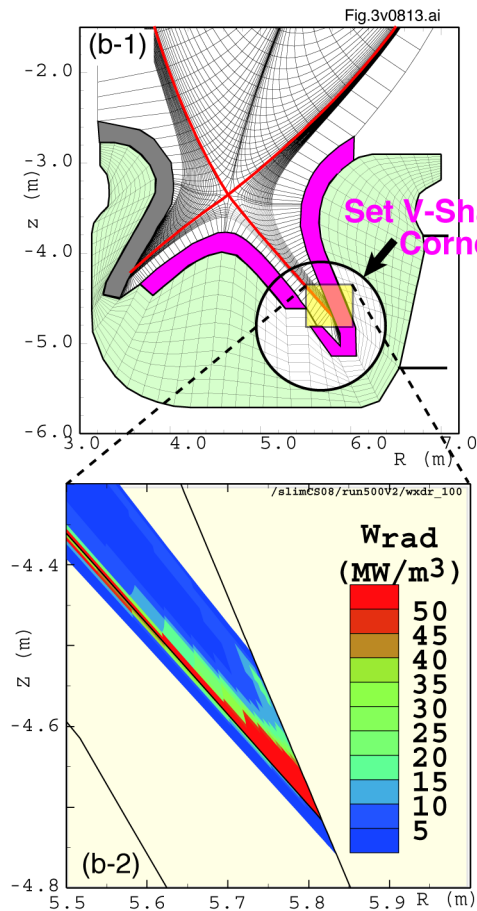 Fig.3v0813.ai
(b-1)
-2.0
-3.0
-4.0
-5.0
-6.0
z (m)
Set V-Sha
Corne
3.0 4.0 5.0 6.0 7.0
R (m)
/slimCS08/run500V2/wxdr_100
Wrad
(MW/m3)
50
45
40
35
30
25
20
15
10
5
-4.4
-4.6
-4.8
Z (m)
(b-2)
5.5 5.6 5.7 5.8 5.9 R (m)